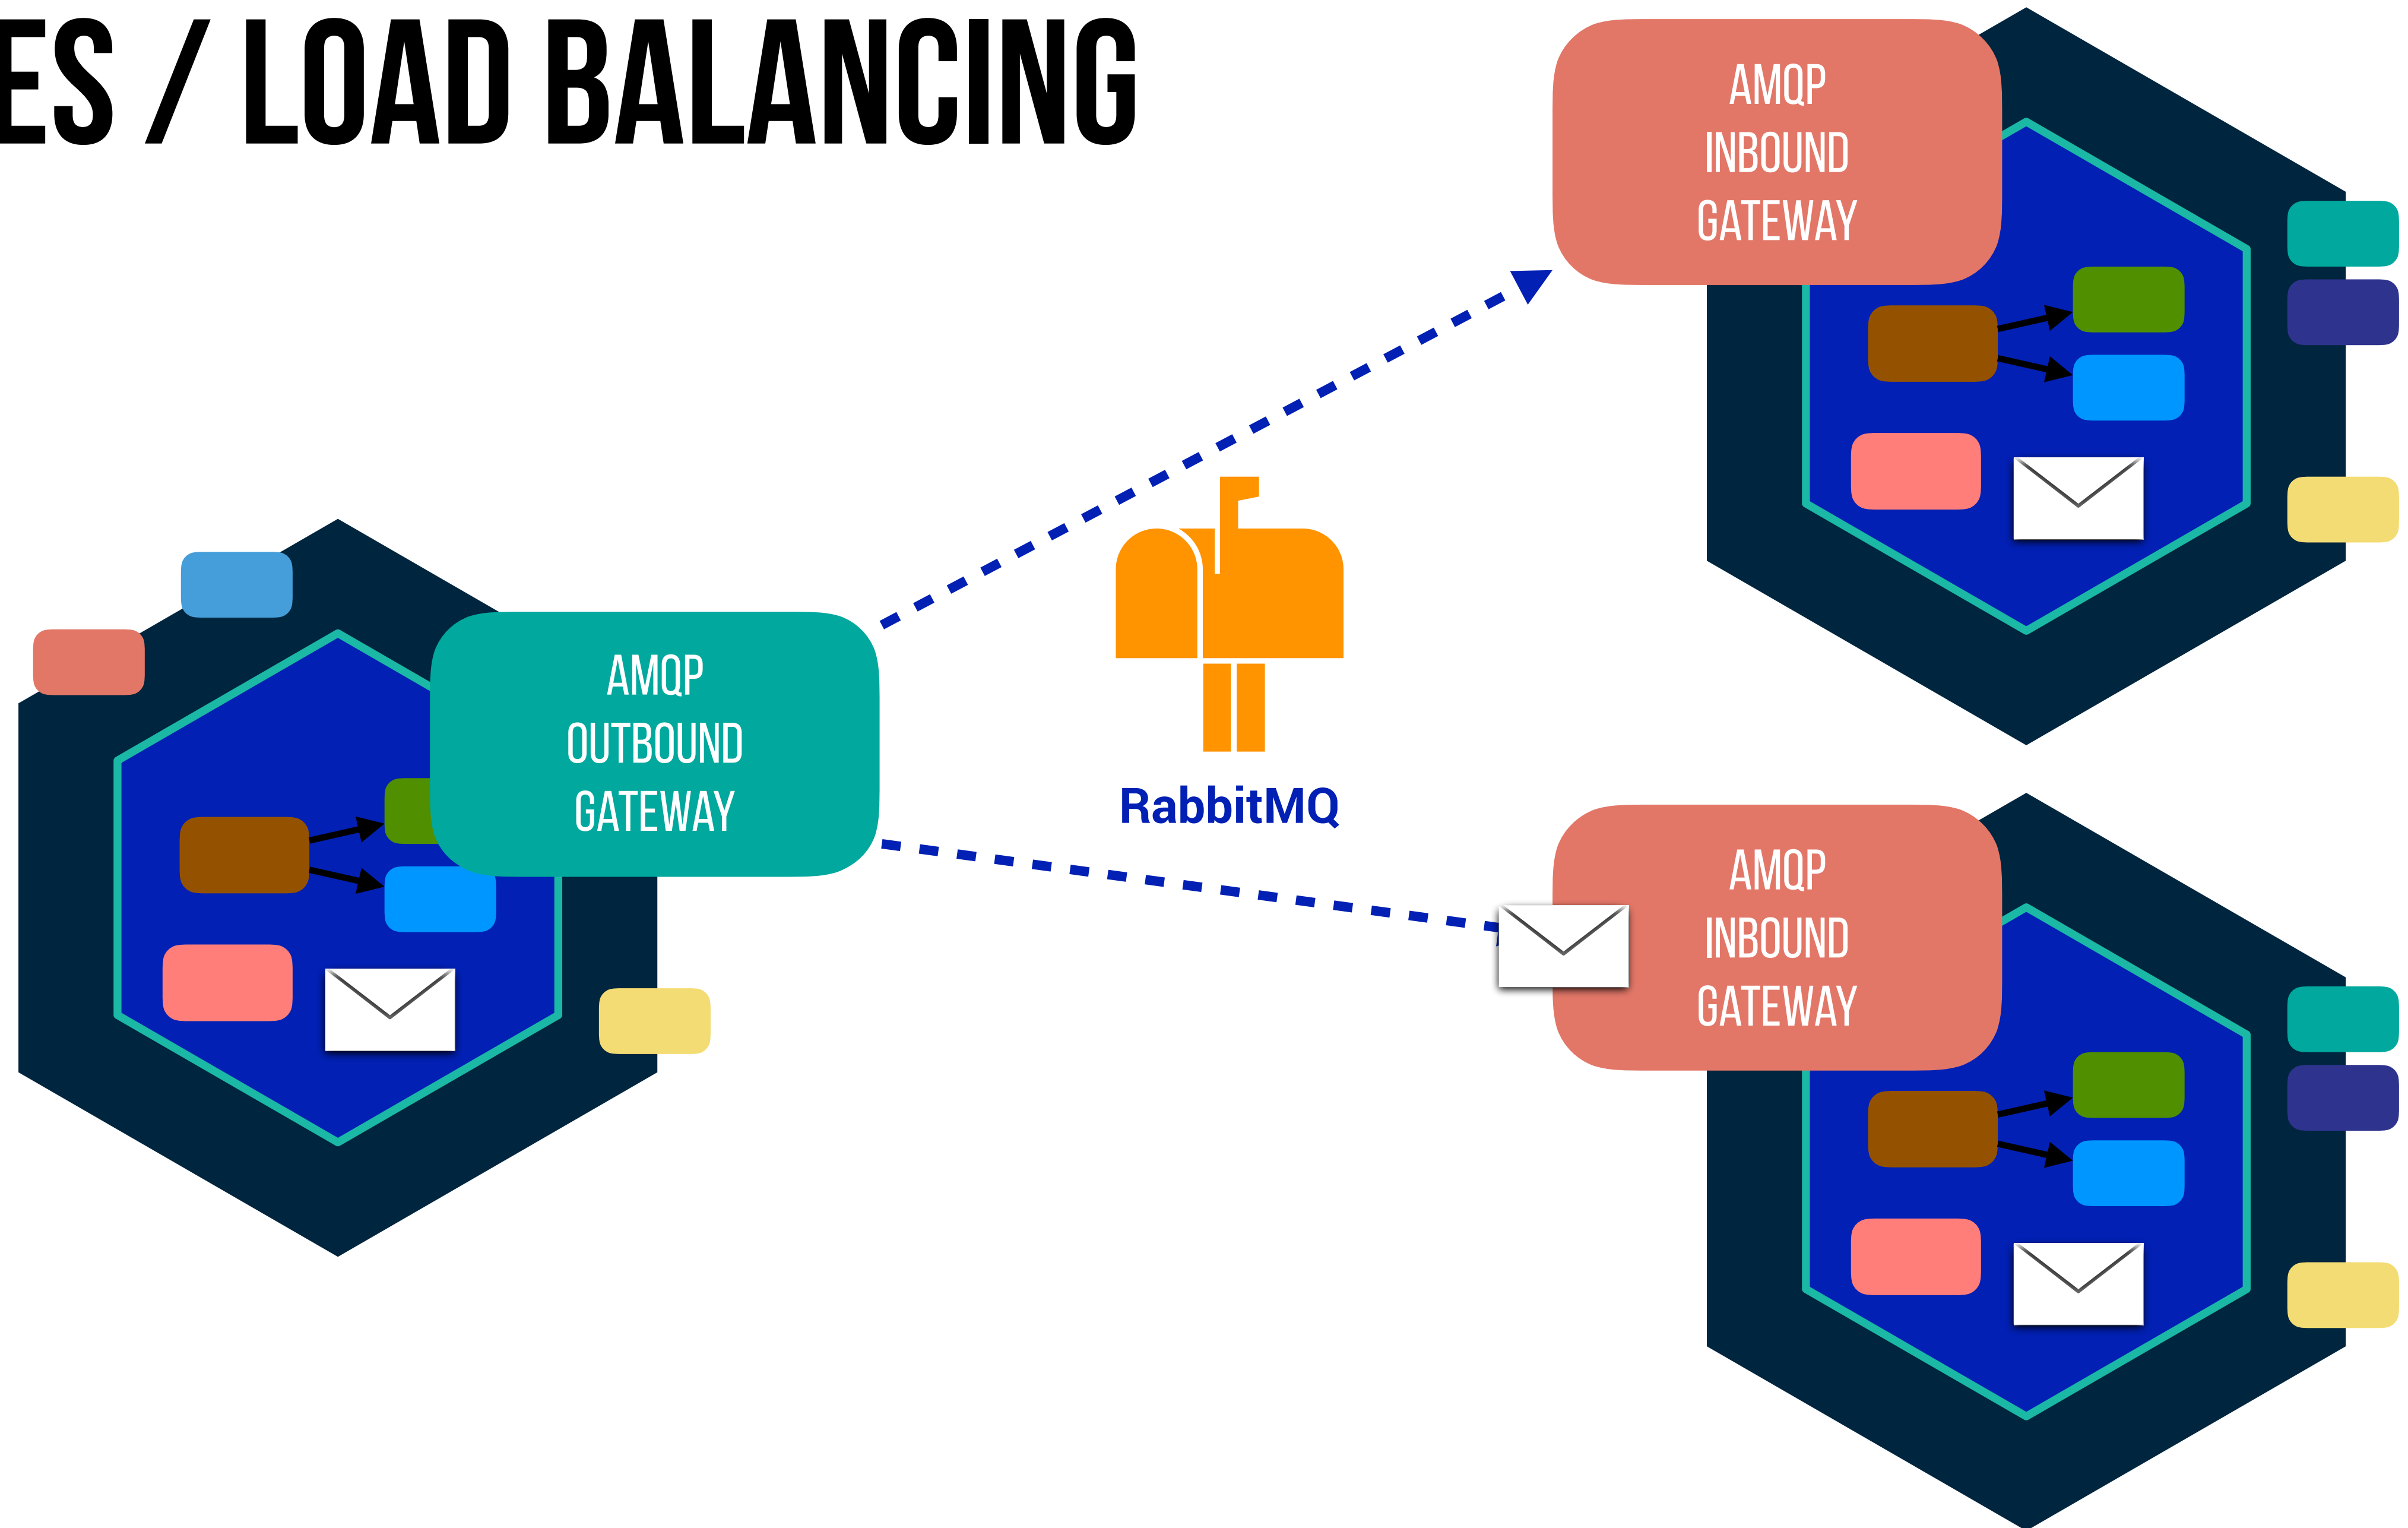 ES / LOAD BALANCING
AMQP
INBOUND
GATEWAY
AMQP
OUTBOUND
GATEWAY
RabbitMQ
AMQP
INBOUND
GATEWAY